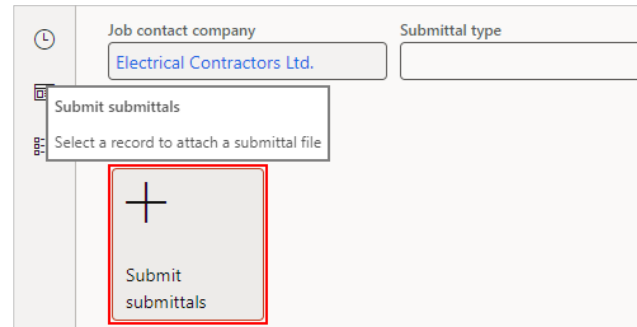 Job contact company
Submittal type
Electrical Contractors Ltd.
Submit submittals
Select a record to attach a submittal file
Submit
submittals